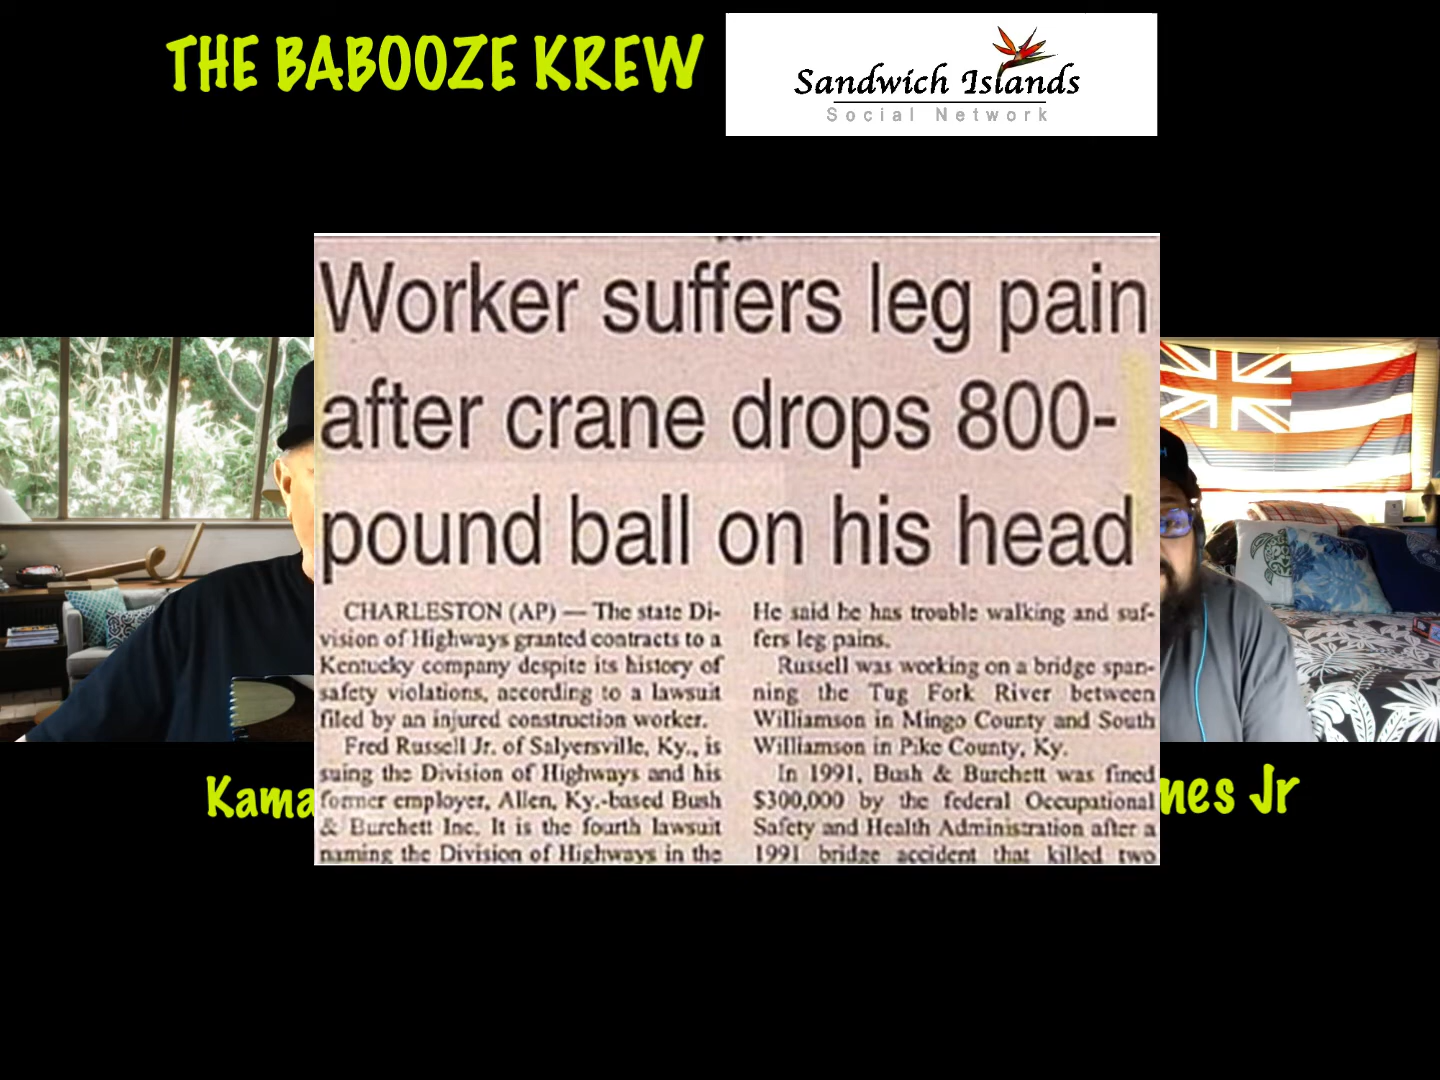 THE BABOOZE KREW
Sandwich Islands
Social Network
Worker suffers leg pain
after crane drops 800-
pound ball on his head
CHARLESTON (AP) — The state Di-
vision of Highways granted contracts to a
Kentucky company despite its history of
safety violations, according to a lawsuit
filed by an injured construction worker.
Fred Russell Jr. of Salyersville, Ky., is
suing the Division of Highways and his
former employer, Allen, Ky.-based Bush
& Burchett Inc. It is the fourth lawsuit
naming the Division of Highways in the
He said he has trouble walking and suf-
fers leg pains.
Russell was working on a bridge span-
ning the Tug Fork River between
Williamson in Mingo County and South
Williamson in Pike County, Ky.
In 1991, Bush & Burchett was fined
$300,000 by the federal Occupational
Safety and Health Administration after a
1991 bridge accident that killed two
Kama
nes Jr